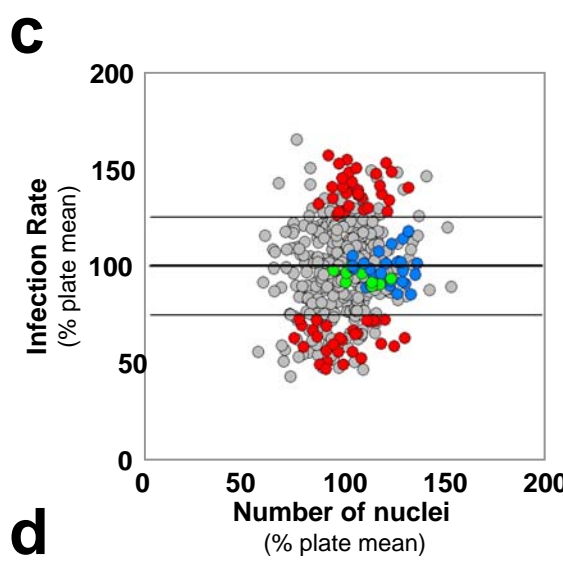 c
200
150
100
50
0
Infection Rate
(% plate mean)
0 50 100 150 200
Number of nuclei
(% plate mean)
d